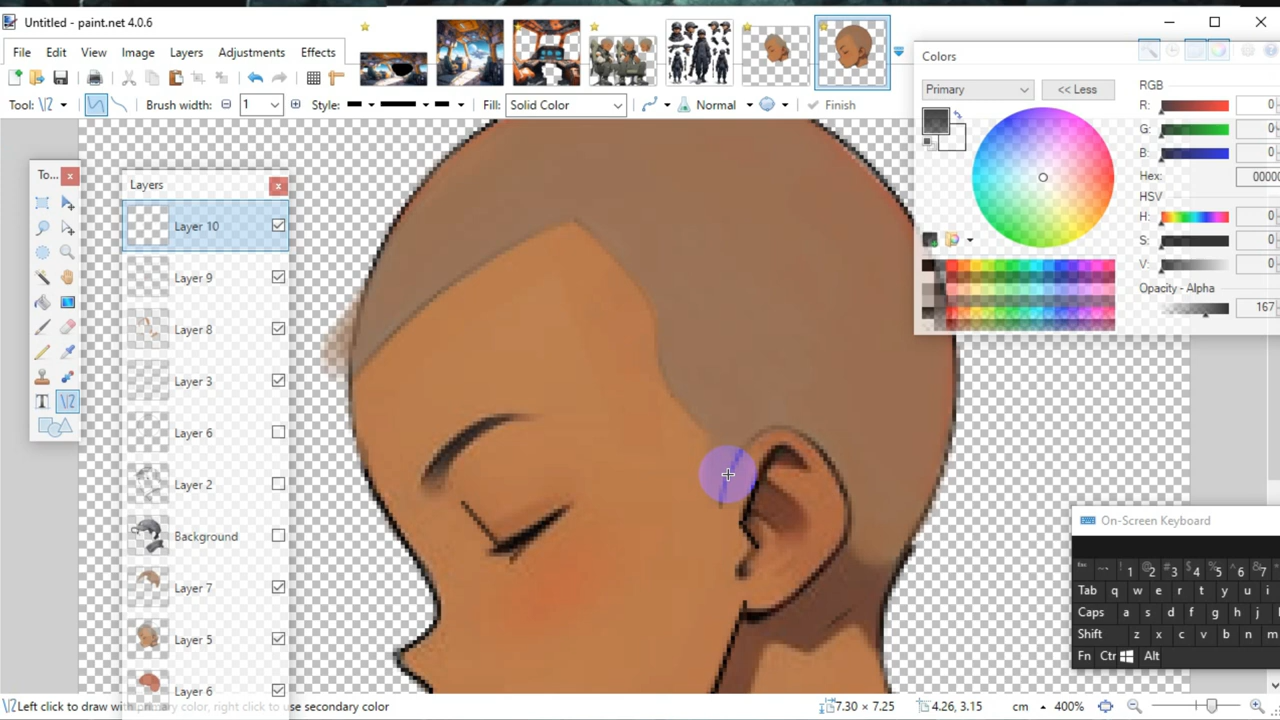 Untitled - paint.net 4.0.6
File Edit View Image Layers Adjustments Effects
Tool: Brush width: 1 Style: Fill: Solid Color Normal Finish
Colors
Primary << Less
RGB
R: 0
G: 0
B: 0
Hex: 00000
HSV
H: 0
S: 0
V: 0
Opacity - Alpha
167
To...
Layers
Layer 10
Layer 9
Layer 8
Layer 3
Layer 6
Layer 2
Background
Layer 7
Layer 5
Layer 6
On-Screen Keyboard
! 1 @ 2 # 3 $ 4 % 5 ^ 6 & 7
Tab q w e r t y u i
Caps a s d f g h j
Shift z x c v b n m
Fn Ctr Alt
Left click to draw with primary color, right click to use secondary color 7.30 × 7.25 4.26, 3.15 cm 400%